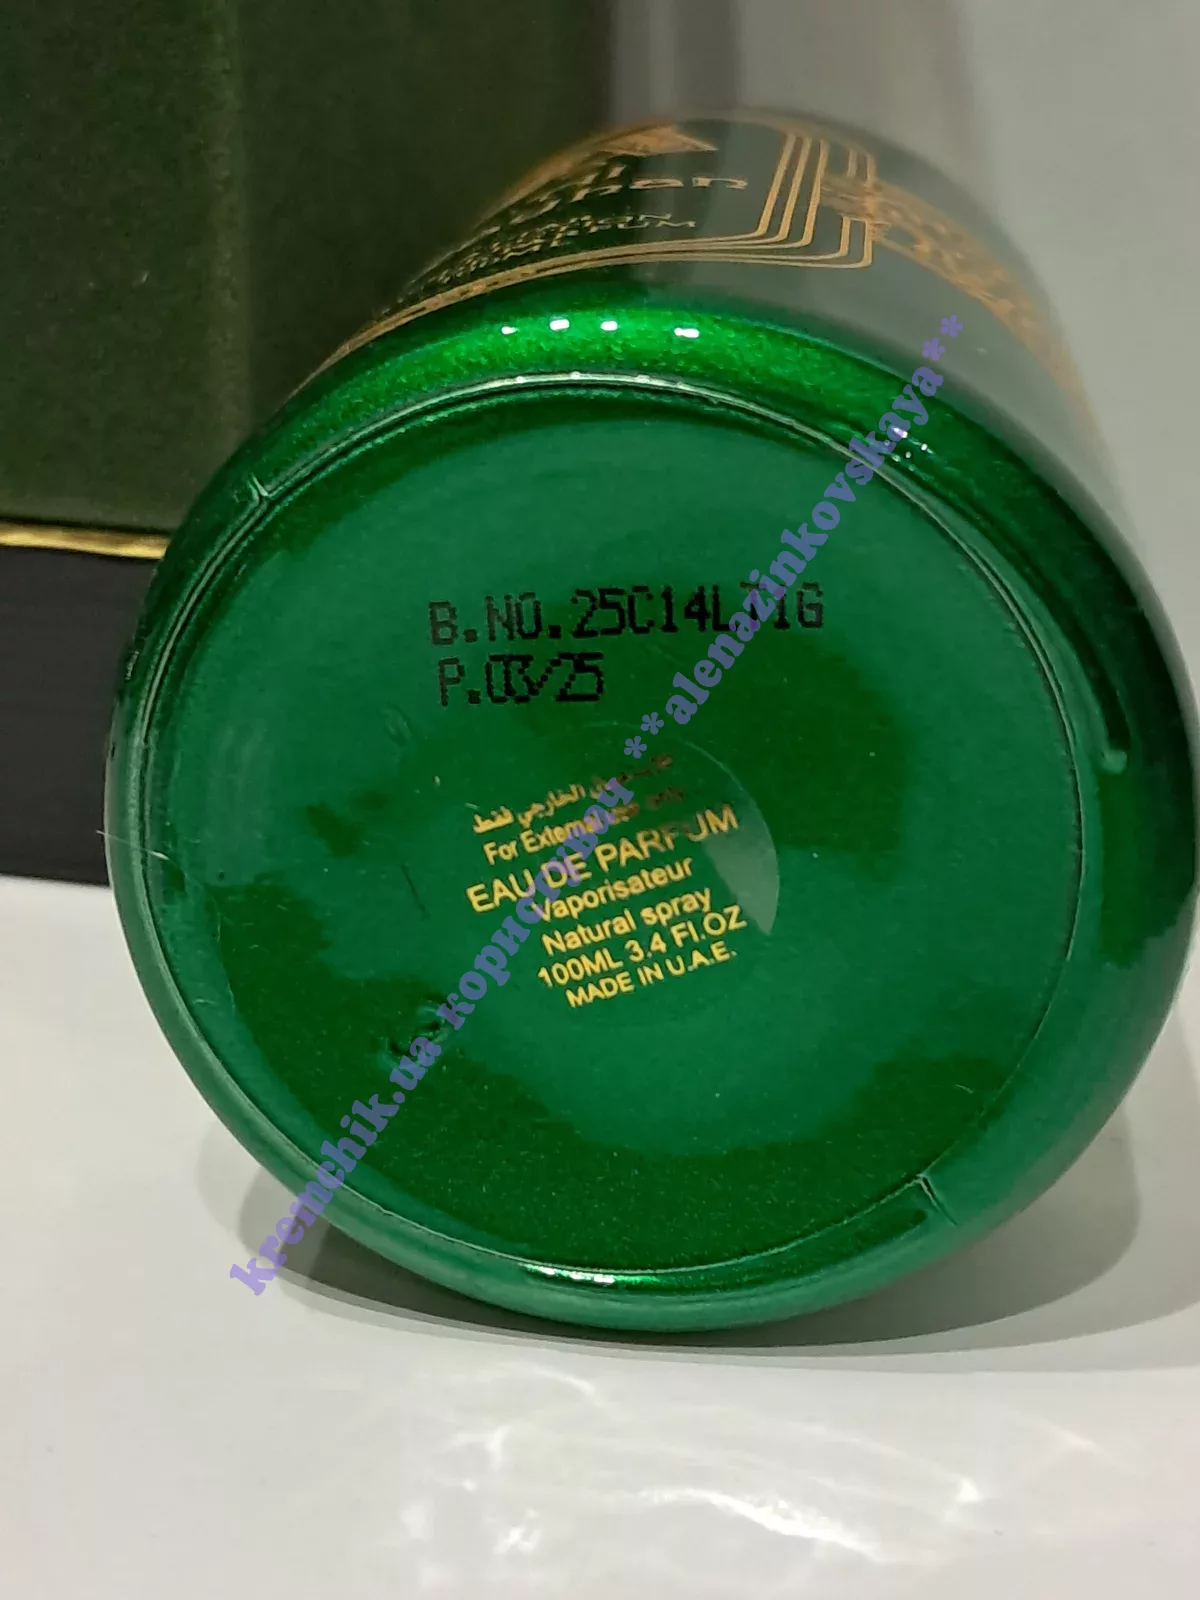 B.NO.25C14L71G
P.03/25
الخارجي فقط
For External use only
EAU DE PARFUM
Vaporisateur
Natural spray
100ML 3.4 Fl.OZ
MADE IN U.A.E.
kremchik.ua користувач **alenazinkovskaya**